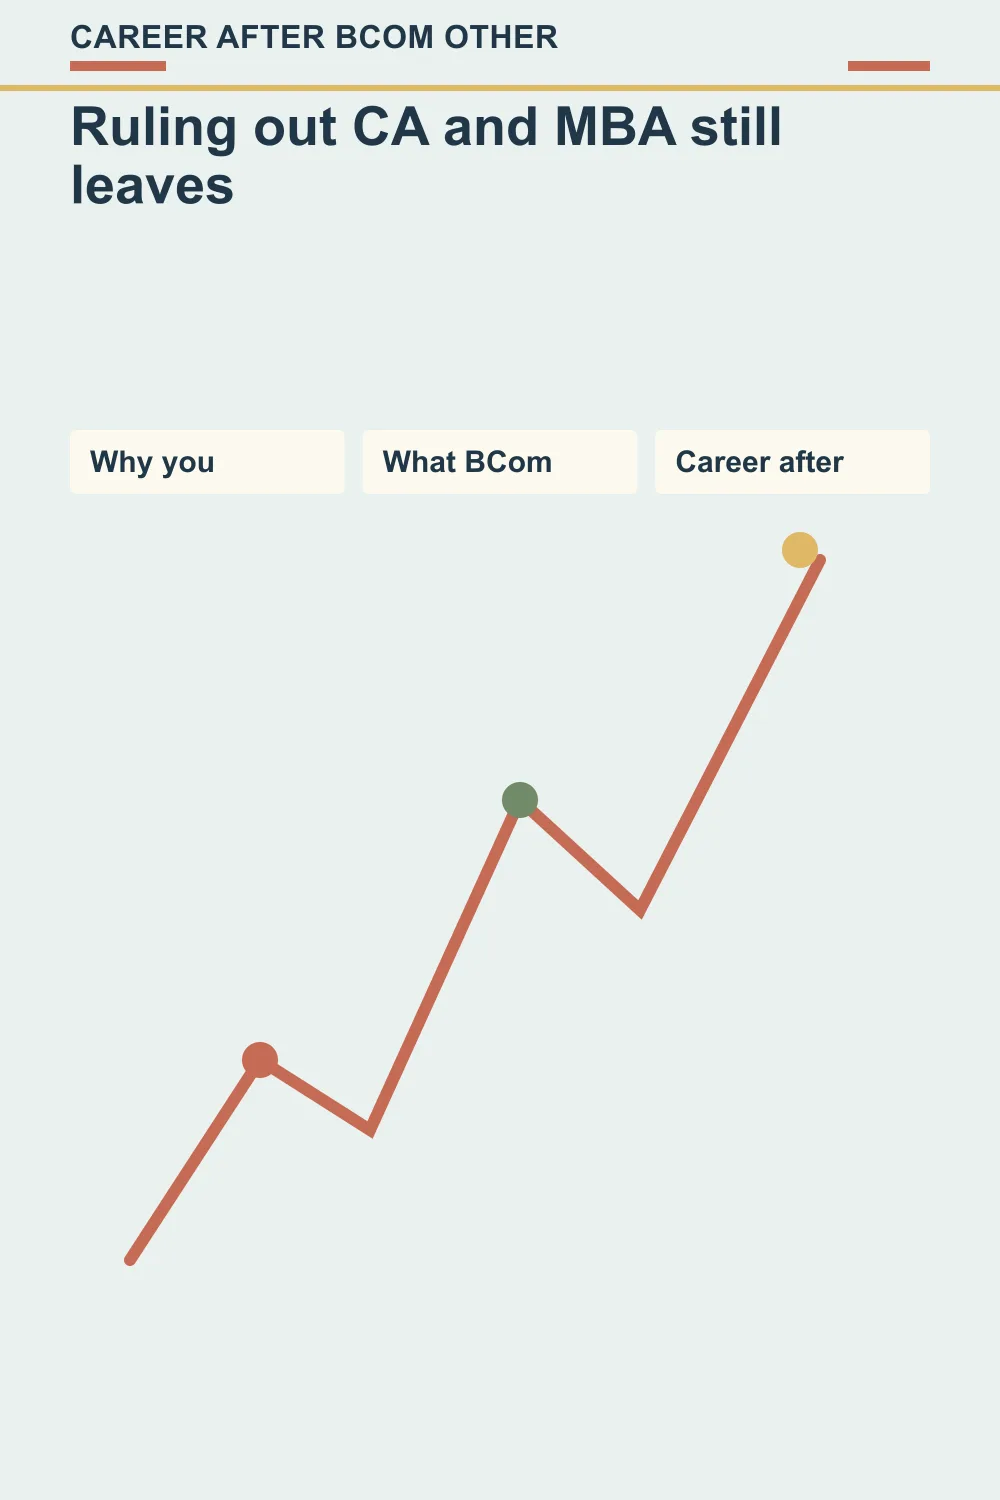 CAREER AFTER BCOM OTHER
Ruling out CA and MBA still
leaves
Why you
What BCom
Career after